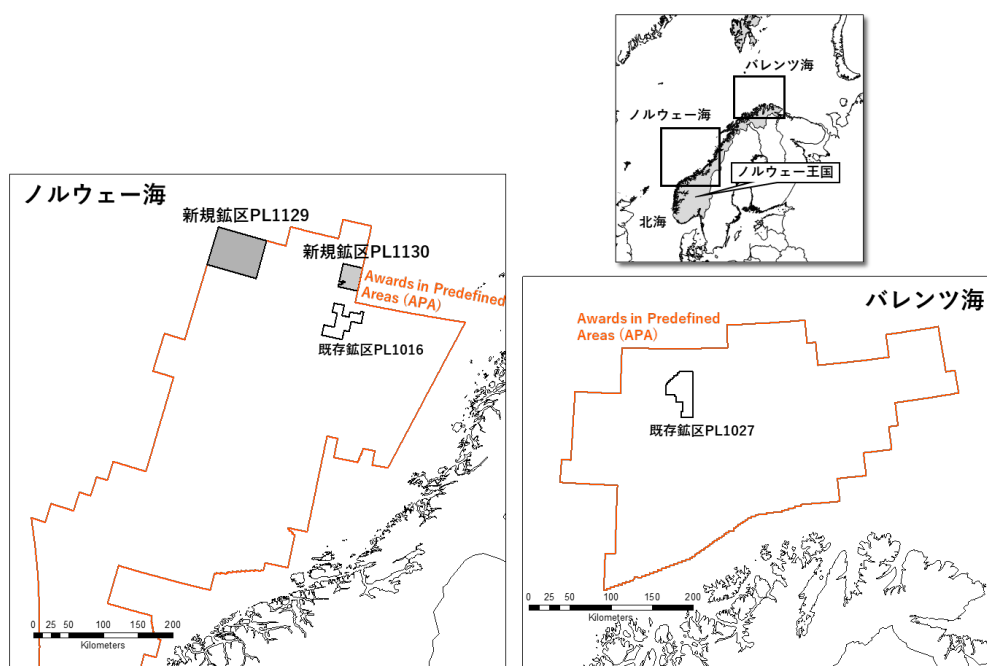 バレンツ海
ノルウェー海
ノルウェー王国
北海
ノルウェー海
新規鉱区PL1129
新規鉱区PL1130
Awards in Predefined
Areas (APA)
既存鉱区PL1016
0 25 50 100 150 200
Kilometers
バレンツ海
Awards in Predefined
Areas (APA)
既存鉱区PL1027
0 25 50 100 150 200
Kilometers